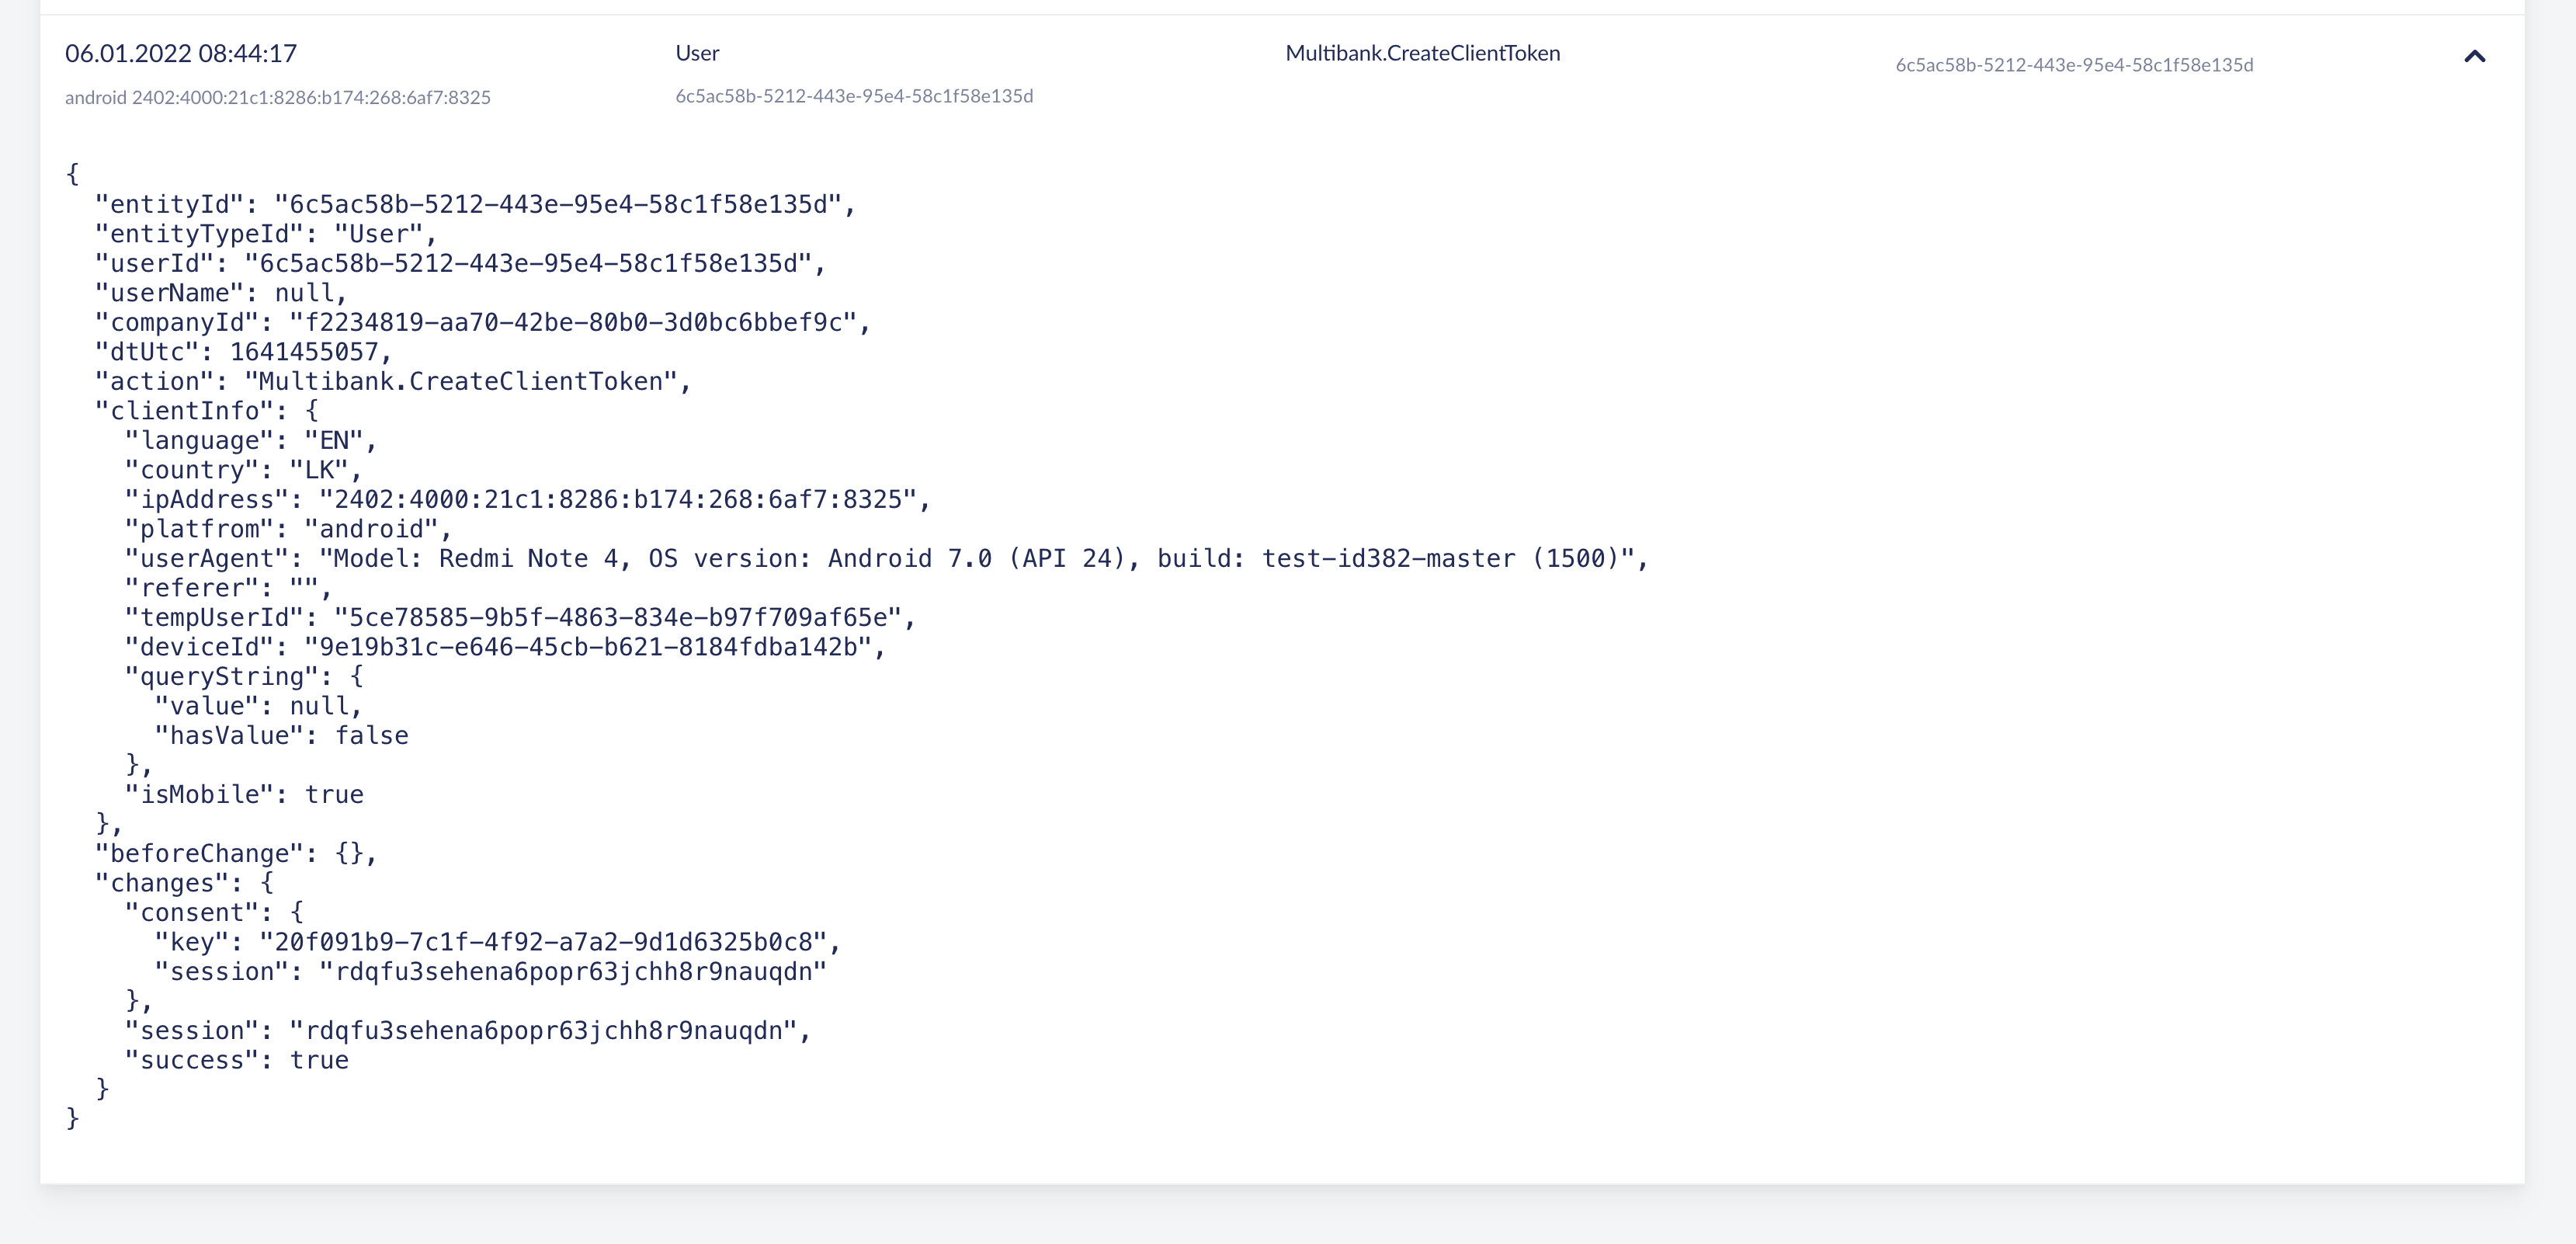 06.01.2022 08:44:17 User Multibank.CreateClientToken 6c5ac58b-5212-443e-95e4-58c1f58e135d
android 2402:4000:21c1:8286:b174:268:6af7:8325 6c5ac58b-5212-443e-95e4-58c1f58e135d
{
  "entityId": "6c5ac58b-5212-443e-95e4-58c1f58e135d",
  "entityTypeId": "User",
  "userId": "6c5ac58b-5212-443e-95e4-58c1f58e135d",
  "userName": null,
  "companyId": "f2234819-aa70-42be-80b0-3d0bc6bbef9c",
  "dtUtc": 1641455057,
  "action": "Multibank.CreateClientToken",
  "clientInfo": {
    "language": "EN",
    "country": "LK",
    "ipAddress": "2402:4000:21c1:8286:b174:268:6af7:8325",
    "platfrom": "android",
    "userAgent": "Model: Redmi Note 4, OS version: Android 7.0 (API 24), build: test-id382-master (1500)",
    "referer": "",
    "tempUserId": "5ce78585-9b5f-4863-834e-b97f709af65e",
    "deviceId": "9e19b31c-e646-45cb-b621-8184fdba142b",
    "queryString": {
      "value": null,
      "hasValue": false
    },
    "isMobile": true
  },
  "beforeChange": {},
  "changes": {
    "consent": {
      "key": "20f091b9-7c1f-4f92-a7a2-9d1d6325b0c8",
      "session": "rdqfu3sehena6popr63jchh8r9nauqdn"
    },
    "session": "rdqfu3sehena6popr63jchh8r9nauqdn",
    "success": true
  }
}